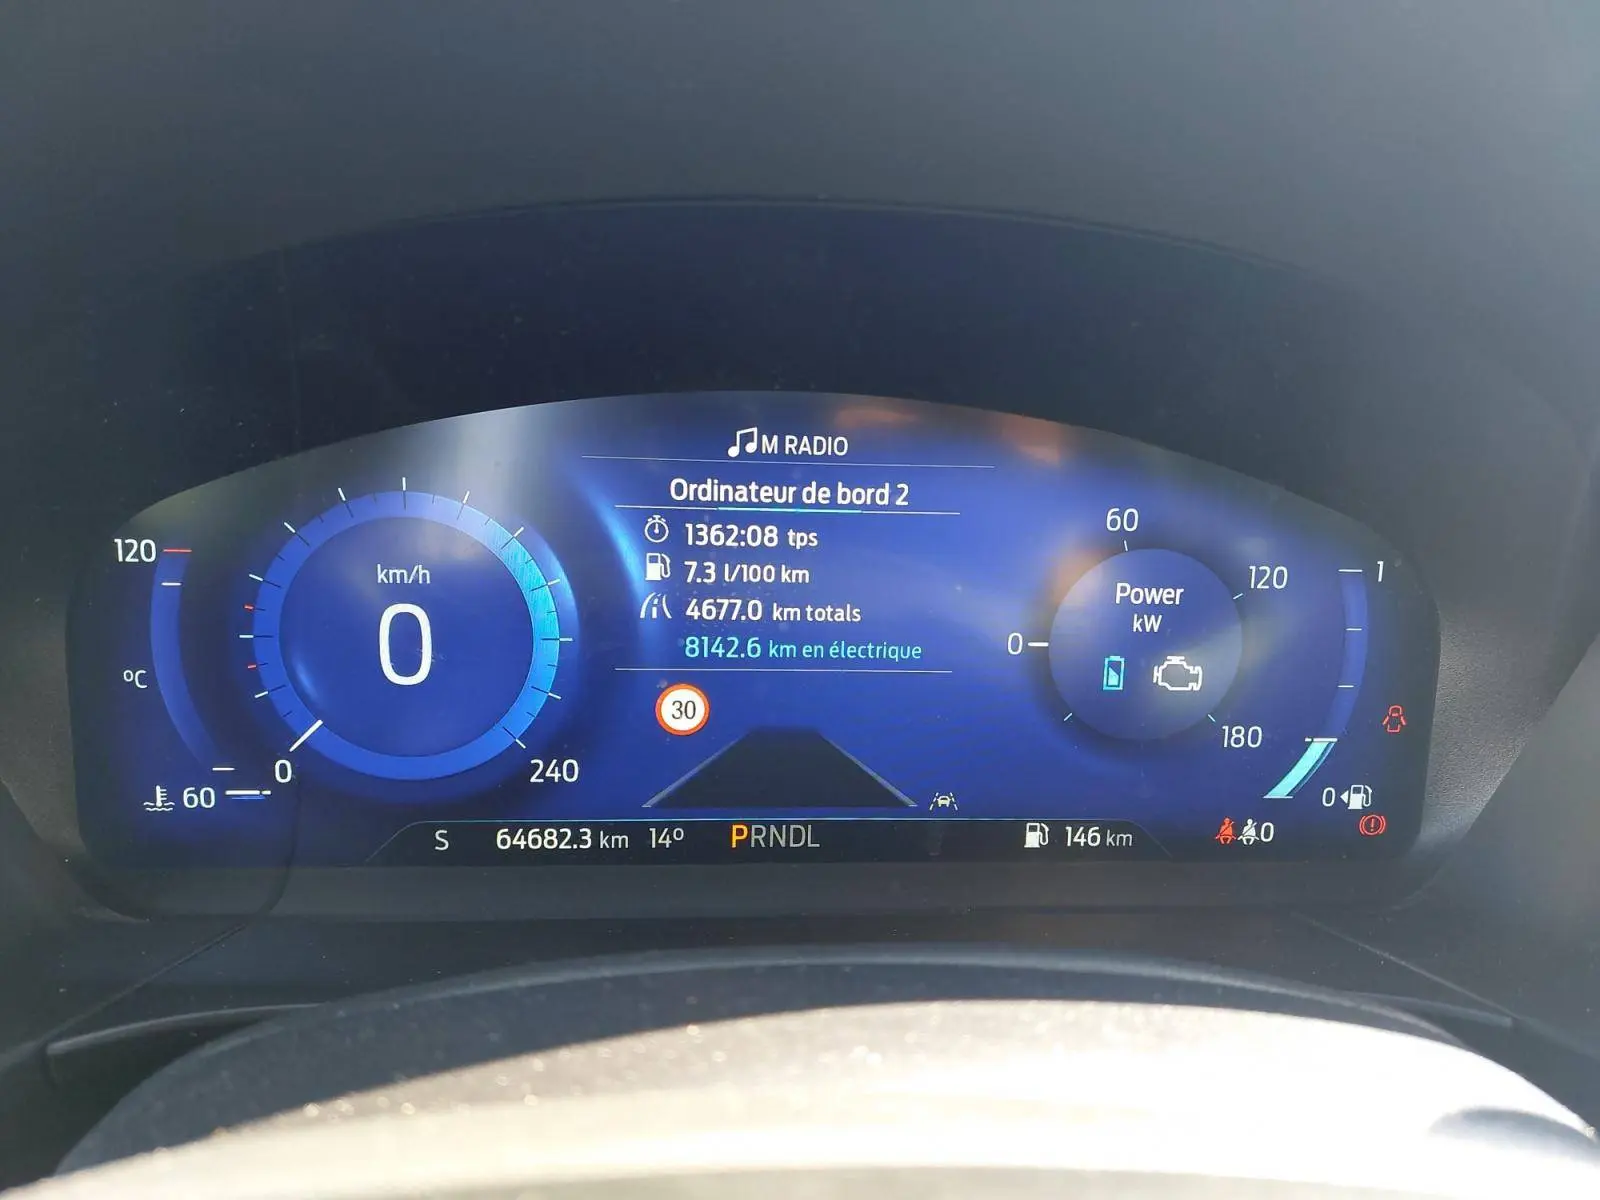 M RADIO
Ordinateur de bord 2
1362:08 tps
7.3 l/100 km
4677.0 km totals
8142.6 km en électrique
120
ºC
60
km/h
0
0
240
30
60
120
Power
kW
0
180
1
0
S 64682.3 km 14º PRNDL 146 km 0